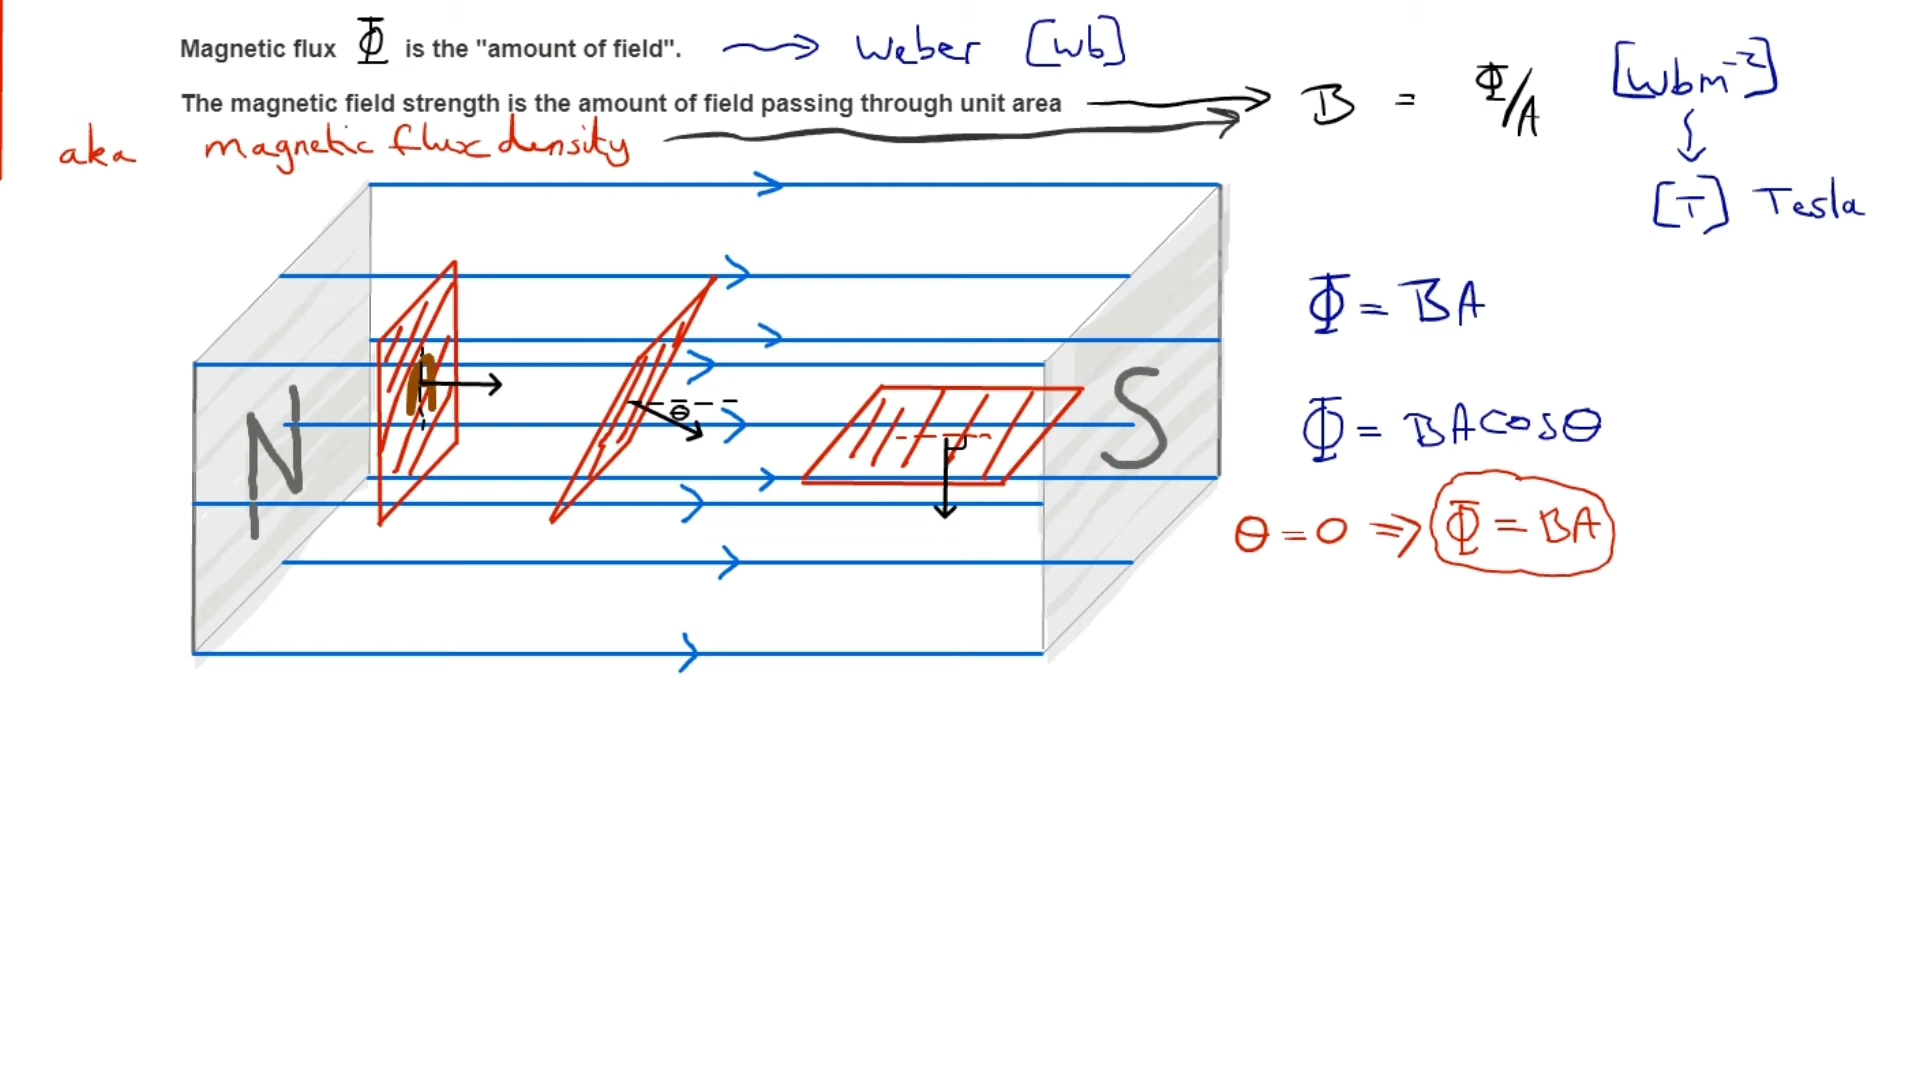 Magnetic flux Φ is the "amount of field". → Weber [Wb]
The magnetic field strength is the amount of field passing through unit area → B = Φ/A [Wbm⁻²]
aka magnetic flux density
[T] Tesla
Φ = BA
θ
N
A
S
Φ = BAcosθ
θ = 0 ⇒ Φ = BA